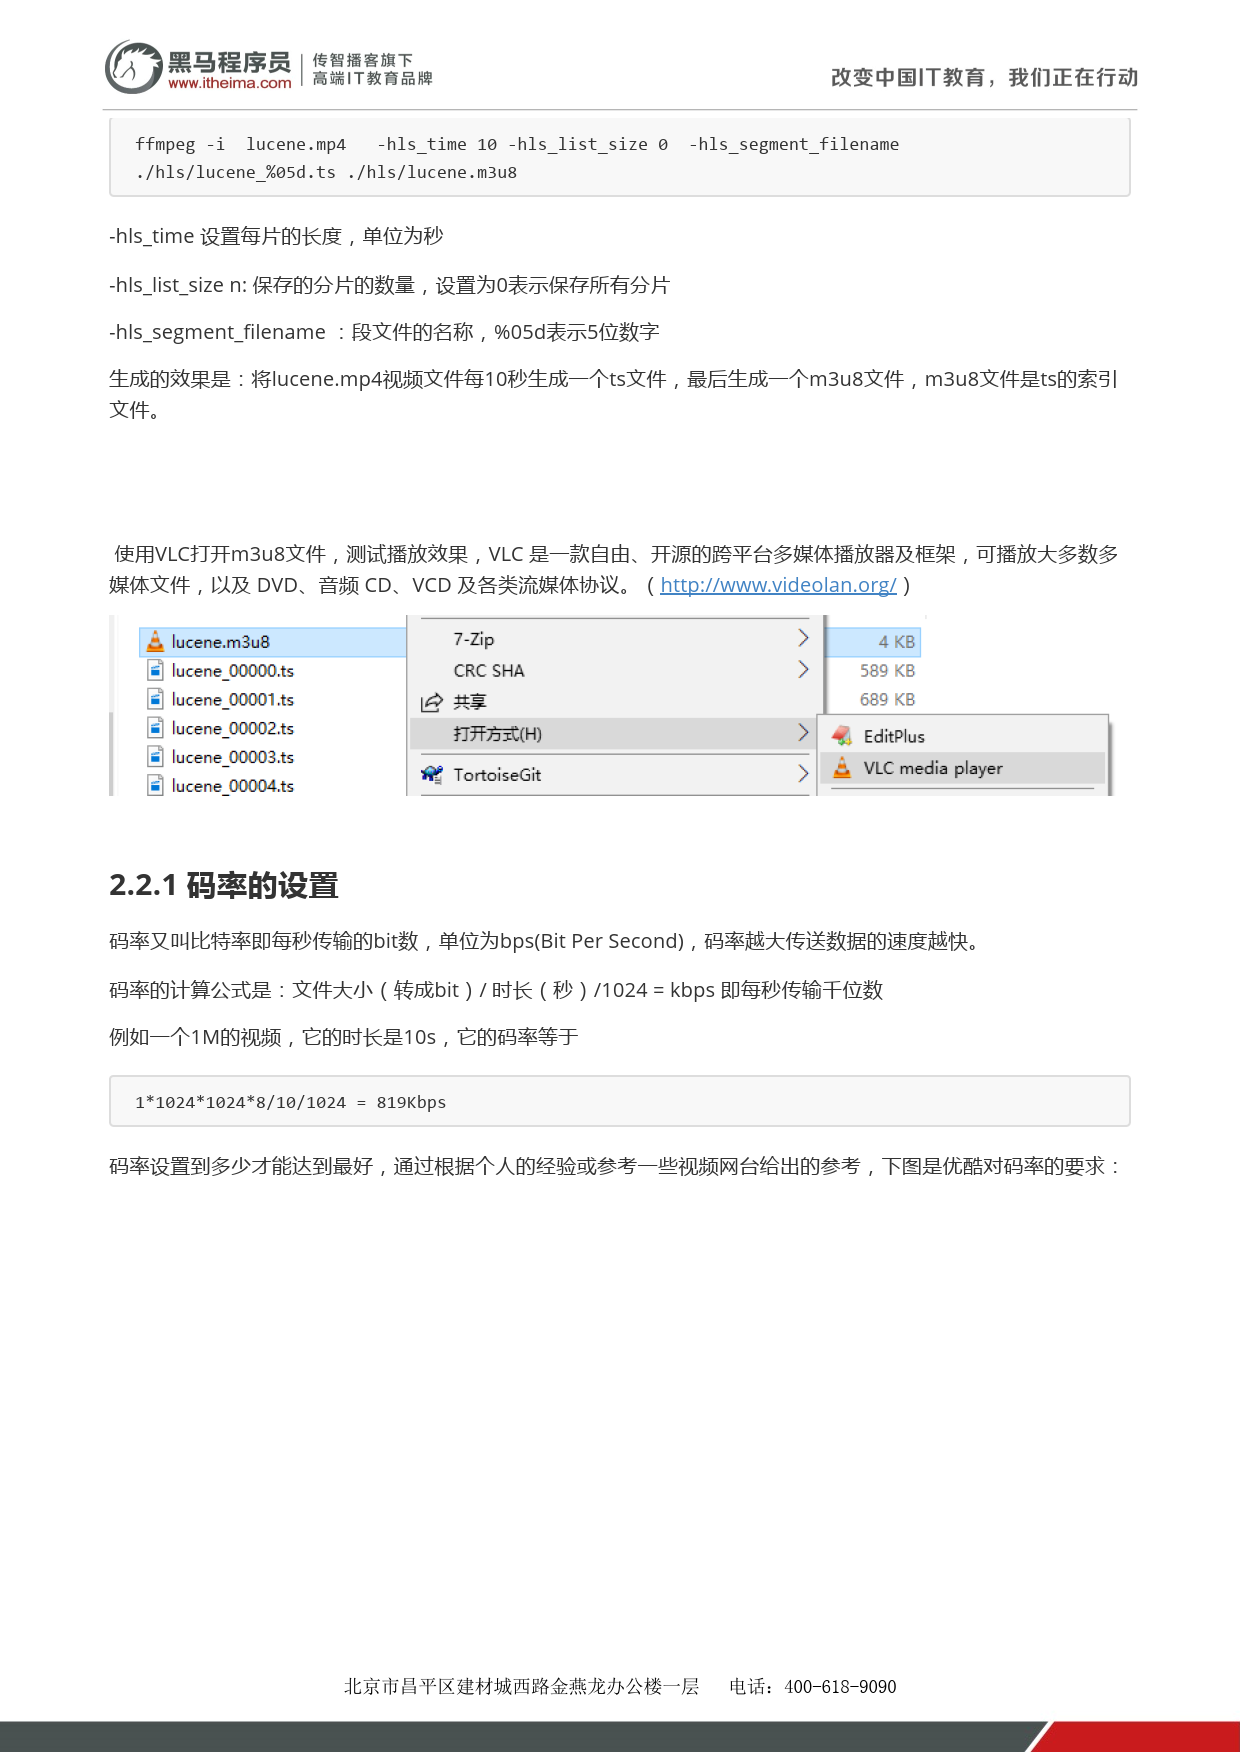 黑马程序员
www.itheima.com
传智播客旗下
高端IT教育品牌
改变中国IT教育，我们正在行动
ffmpeg -i  lucene.mp4   -hls_time 10 -hls_list_size 0  -hls_segment_filename
./hls/lucene_%05d.ts ./hls/lucene.m3u8
-hls_time 设置每片的长度，单位为秒
-hls_list_size n: 保存的分片的数量，设置为0表示保存所有分片
-hls_segment_filename ：段文件的名称，%05d表示5位数字
生成的效果是：将lucene.mp4视频文件每10秒生成一个ts文件，最后生成一个m3u8文件，m3u8文件是ts的索引
文件。
使用VLC打开m3u8文件，测试播放效果，VLC 是一款自由、开源的跨平台多媒体播放器及框架，可播放大多数多
媒体文件，以及 DVD、音频 CD、VCD 及各类流媒体协议。（http://www.videolan.org/）
lucene.m3u8
lucene_00000.ts
lucene_00001.ts
lucene_00002.ts
lucene_00003.ts
lucene_00004.ts
7-Zip
CRC SHA
共享
打开方式(H)
TortoiseGit
4 KB
589 KB
689 KB
EditPlus
VLC media player
2.2.1 码率的设置
码率又叫比特率即每秒传输的bit数，单位为bps(Bit Per Second)，码率越大传送数据的速度越快。
码率的计算公式是：文件大小（转成bit）/ 时长（秒）/1024 = kbps 即每秒传输千位数
例如一个1M的视频，它的时长是10s，它的码率等于
1*1024*1024*8/10/1024 = 819Kbps
码率设置到多少才能达到最好，通过根据个人的经验或参考一些视频网台给出的参考，下图是优酷对码率的要求：
北京市昌平区建材城西路金燕龙办公楼一层   电话：400-618-9090